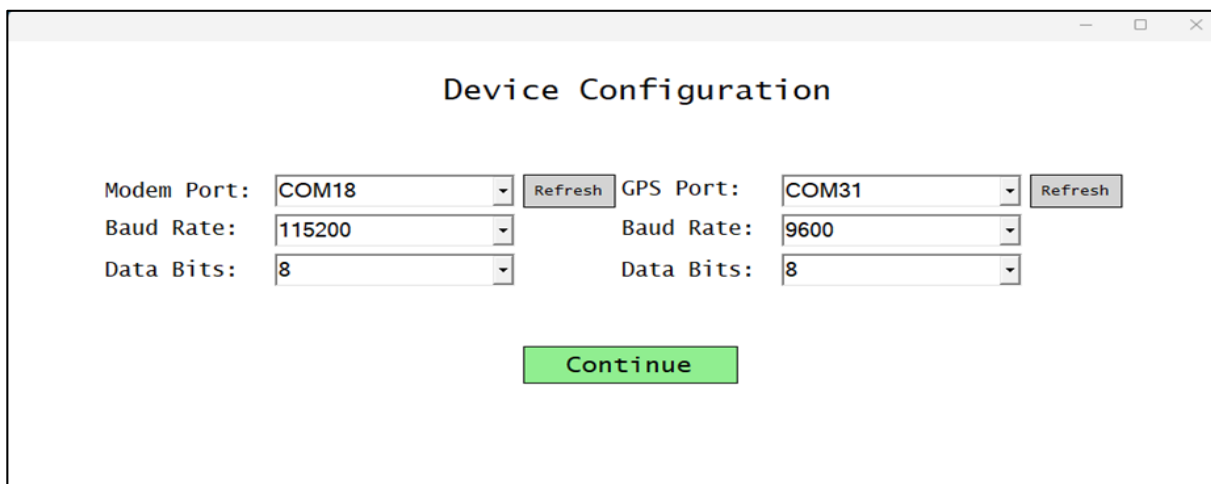 Device Configuration
Modem Port: COM18 Refresh GPS Port: COM31 Refresh
Baud Rate: 115200 Baud Rate: 9600
Data Bits: 8 Data Bits: 8
Continue